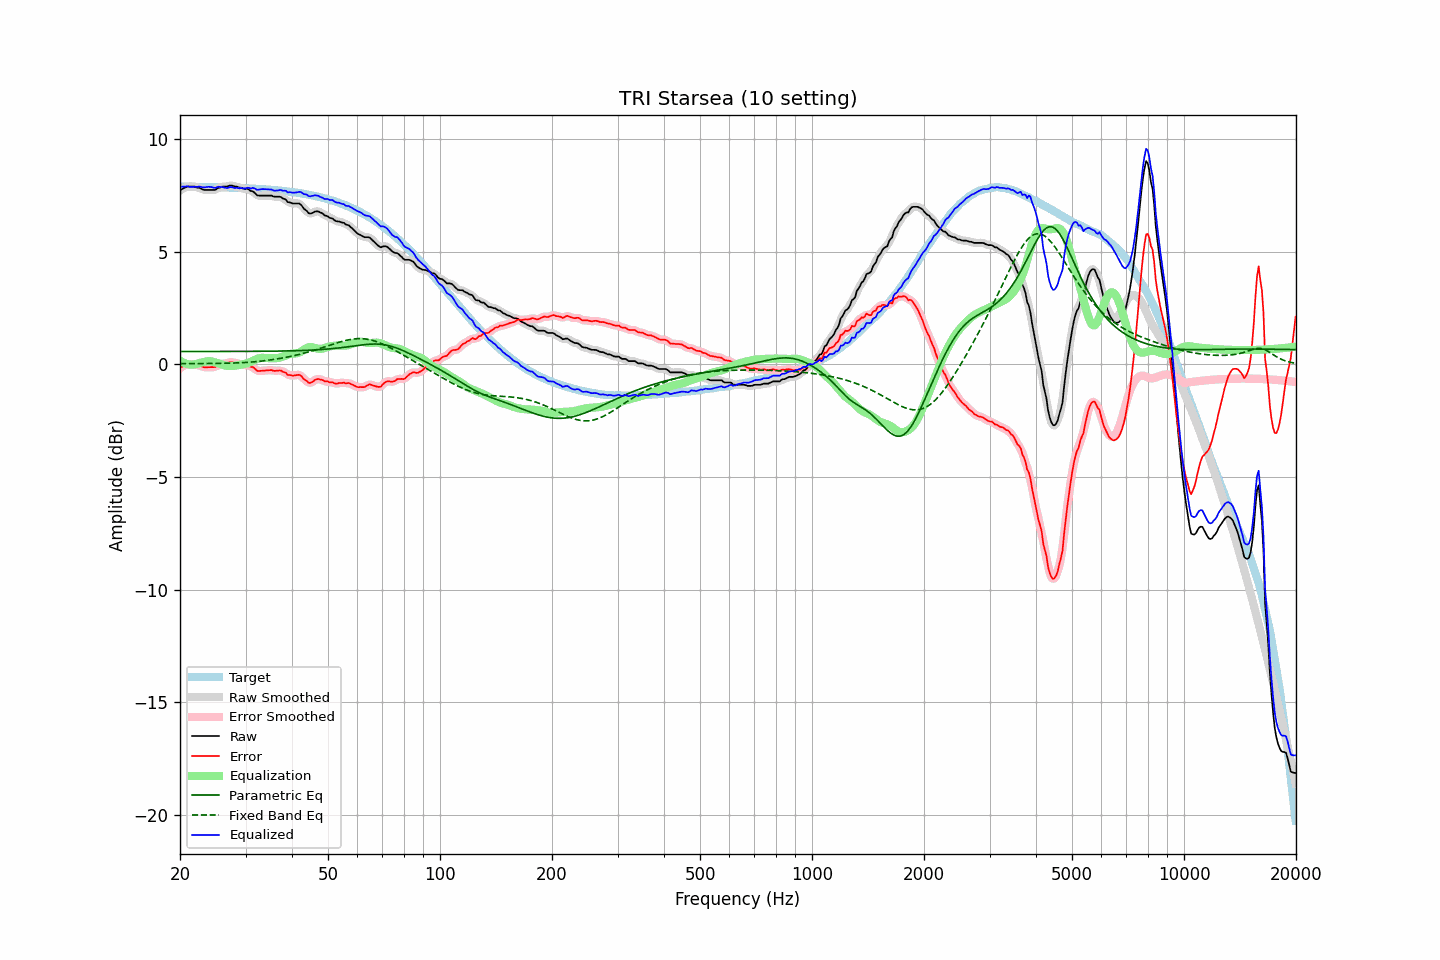 TRI Starsea (10 setting)
10
5
0
−5
−10
−15
−20
Amplitude (dBr)
Target
Raw Smoothed
Error Smoothed
Raw
Error
Equalization
Parametric Eq
Fixed Band Eq
Equalized
20 50 100 200 500 1000 2000 5000 10000 20000
Frequency (Hz)